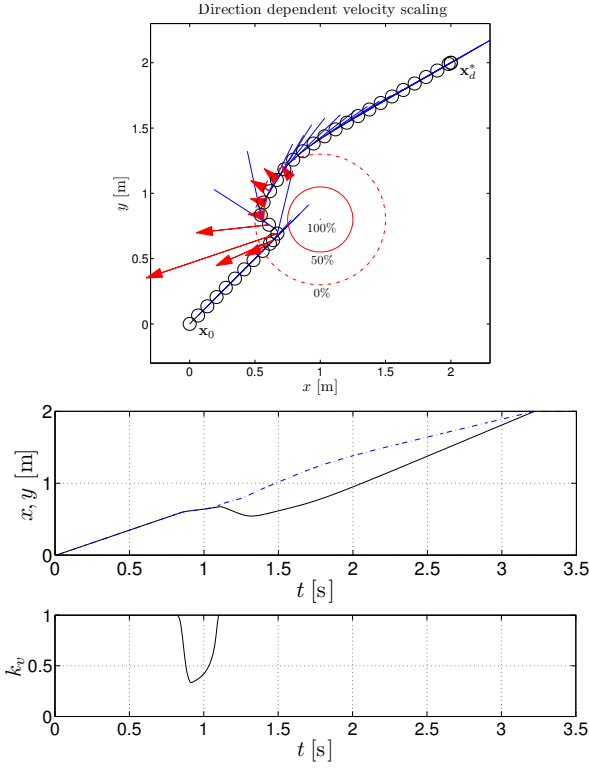 Direction dependent velocity scaling
2
x*d
1.5
1
y [m]
100%
0.5
50%
0%
0
x0
0 0.5 1 1.5 2
x [m]
2
x, y [m]
1
0
0 0.5 1 1.5 2 2.5 3 3.5
t [s]
1
kv
0.5
0
0 0.5 1 1.5 2 2.5 3 3.5
t [s]